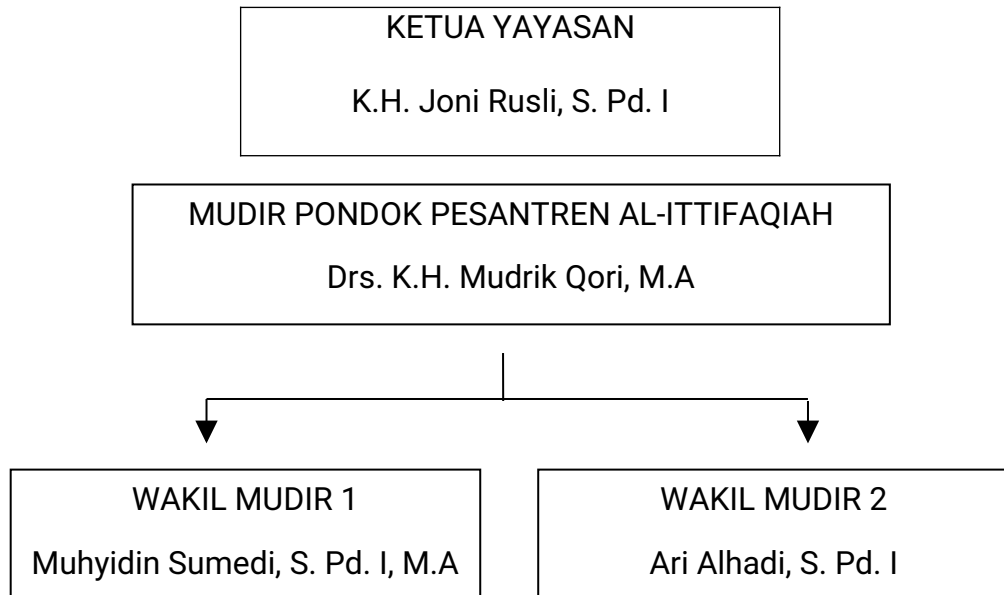 KETUA YAYASAN
K.H. Joni Rusli, S. Pd. I
MUDIR PONDOK PESANTREN AL-ITTIFAQIAH
Drs. K.H. Mudrik Qori, M.A
WAKIL MUDIR 1
Muhyidin Sumedi, S. Pd. I, M.A
WAKIL MUDIR 2
Ari Alhadi, S. Pd. I